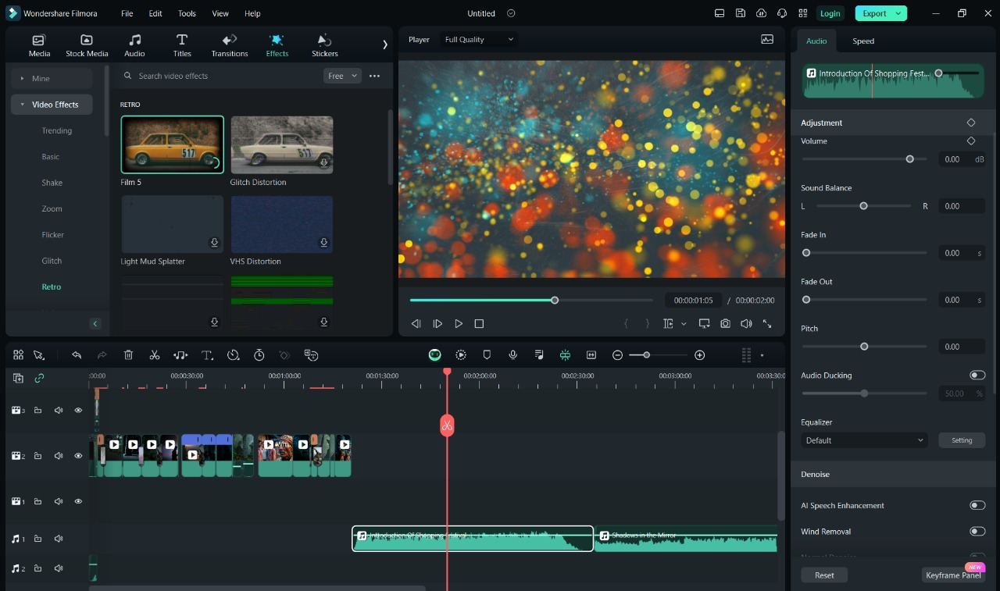 Wondershare Filmora File Edit Tools View Help Untitled Login Export
Media Stock Media Audio Titles Transitions Effects Stickers
Mine
Video Effects
Trending
Basic
Shake
Zoom
Flicker
Glitch
Retro
Search video effects Free
RETRO
517 517
Film 5 Glitch Distortion
Light Mud Splatter VHS Distortion
Player Full Quality
00:00:01:05 / 00:00:02:00
Audio Speed
Introduction Of Shopping Fest...
Adjustment
Volume
0.00 dB
Sound Balance
L R 0.00
Fade In
0.00 s
Fade Out
0.00 s
Pitch
0.00
Audio Ducking
50.00 %
Equalizer
Default Setting
Denoise
AI Speech Enhancement
Wind Removal
Normal Denoise
NEW
Reset Keyframe Panel
:00:00 00:00:30:00 00:01:00:00 00:01:30:00 00:02:00:00 00:02:30:00 00:03:00:00 00:03:30:0
3
2
1
1 Introduction Of Shopping Festival Shadows in the Mirror
2